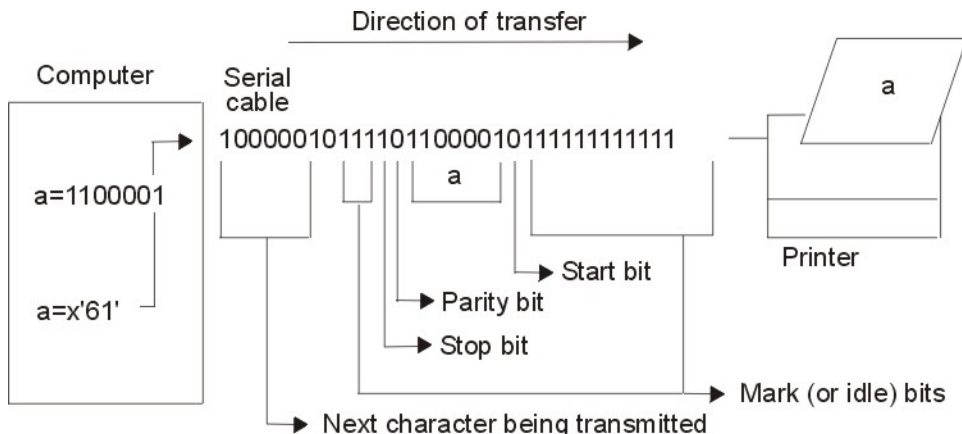 Direction of transfer
Computer
Serial
cable
a
100000101111011000010111111111111
a
a=1100001
Printer
Start bit
a=x'61'
Parity bit
Stop bit
Mark (or idle) bits
Next character being transmitted